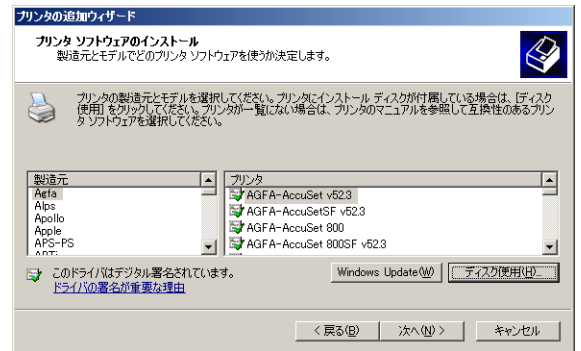 プリンタの追加ウィザード
プリンタ ソフトウェアのインストール
製造元とモデルでどのプリンタ ソフトウェアを使うか決定します。
プリンタの製造元とモデルを選択してください。プリンタにインストール ディスクが付属している場合は、[ディスク
使用] をクリックしてください。プリンタが一覧にない場合は、プリンタのマニュアルを参照して互換性のあるプリン
タ ソフトウェアを選択してください。
製造元
Agfa
Alps
Apollo
Apple
APS-PS
プリンタ
AGFA-AccuSet v52.3
AGFA-AccuSetSF v52.3
AGFA-AccuSet 800
AGFA-AccuSet 800SF v52.3
このドライバはデジタル署名されています。
ドライバの署名が重要な理由
Windows Update(W)
ディスク使用(H)...
< 戻る(B)
次へ(N) >
キャンセル